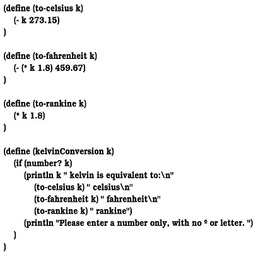 (define (to-celsius k)
(- k 273.15)
)
(define (to-fahrenheit k)
(- (* k 1.8) 459.67)
)
(define (to-rankine k)
(* k 1.8)
)
(define (kelvinConversion k)
(if (number? k)
(println k " kelvin is equivalent to:\n"
(to-celsius k) " celsius\n"
(to-fahrenheit k) " fahrenheit\n"
(to-rankine k) " rankine")
(println "Please enter a number only, with no º or letter. ")
)
)